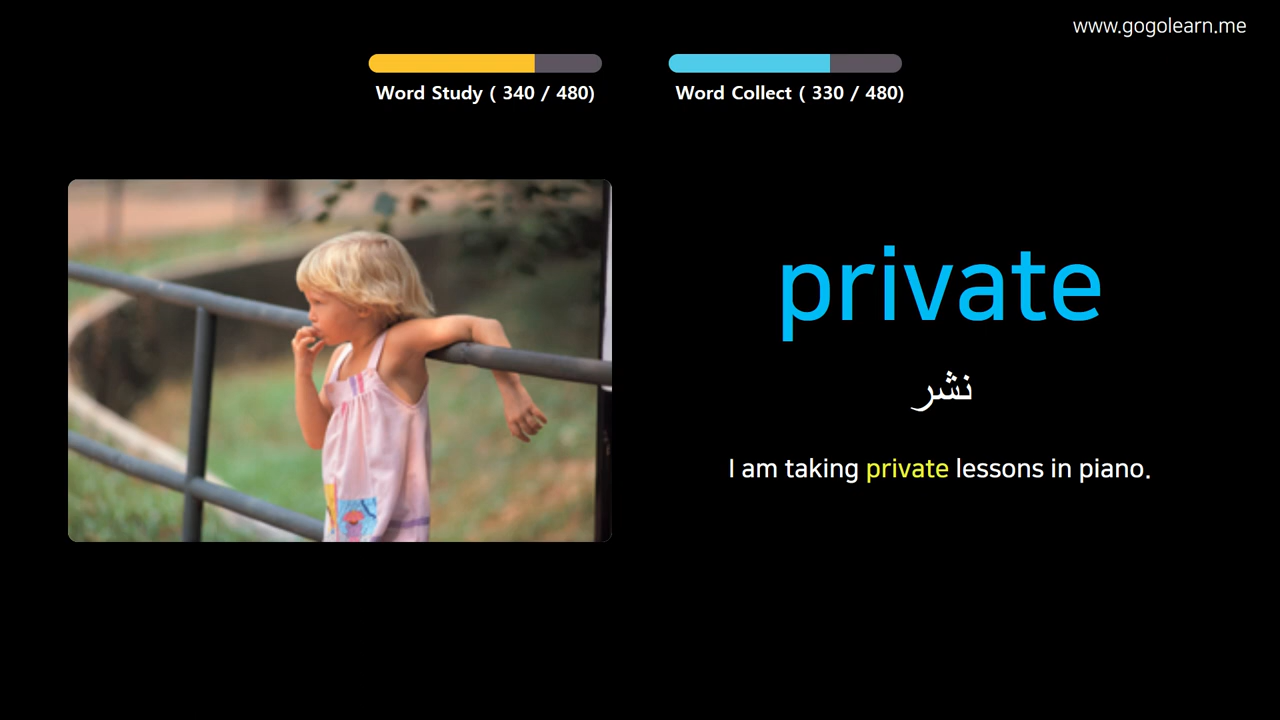 www.gogolearn.me
Word Study ( 340 / 480)
Word Collect ( 330 / 480)
private
نشر
I am taking private lessons in piano.